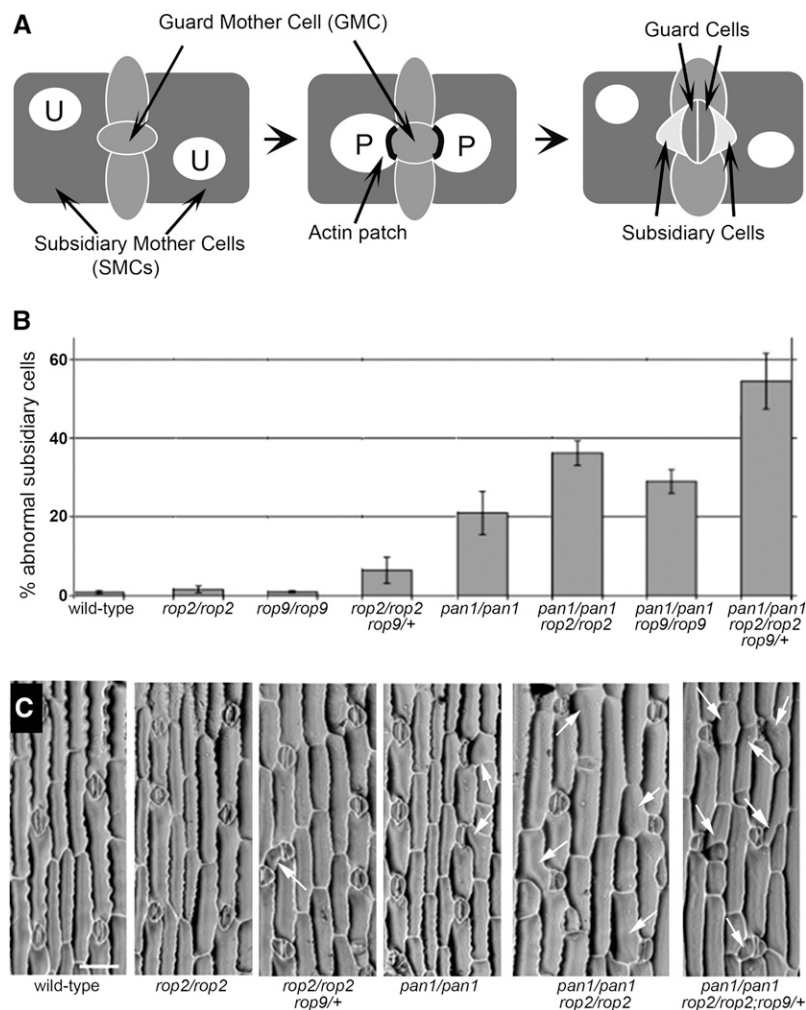 A
Guard Mother Cell (GMC)
Guard Cells
U
U
P
P
Subsidiary Mother Cells
(SMCs)
Actin patch
Subsidiary Cells
B
% abnormal subsidiary cells
60
40
20
0
wild-type
rop2/rop2
rop9/rop9
rop2/rop2
rop9/+
pan1/pan1
pan1/pan1
rop2/rop2
pan1/pan1
rop9/rop9
pan1/pan1
rop2/rop2
rop9/+
C
wild-type
rop2/rop2
rop2/rop2
rop9/+
pan1/pan1
pan1/pan1
rop2/rop2
pan1/pan1
rop2/rop2;rop9/+